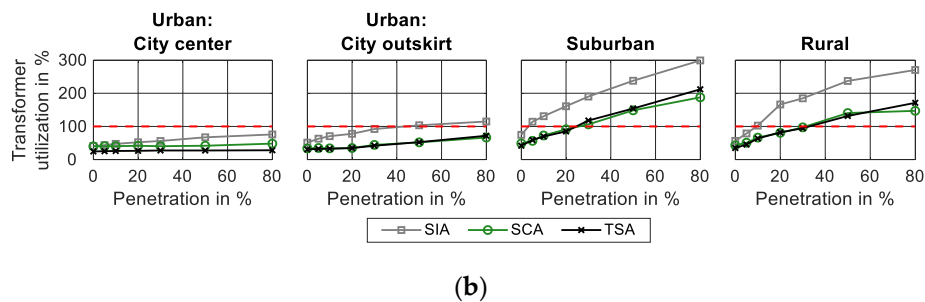 Urban:
City center
Urban:
City outskirt
Suburban
Rural
Transformer
utilization in %
300
200
100
0
0 20 40 60 80
0 20 40 60 80
0 20 40 60 80
0 20 40 60 80
Penetration in %
Penetration in %
Penetration in %
Penetration in %
SIA SCA TSA
(b)